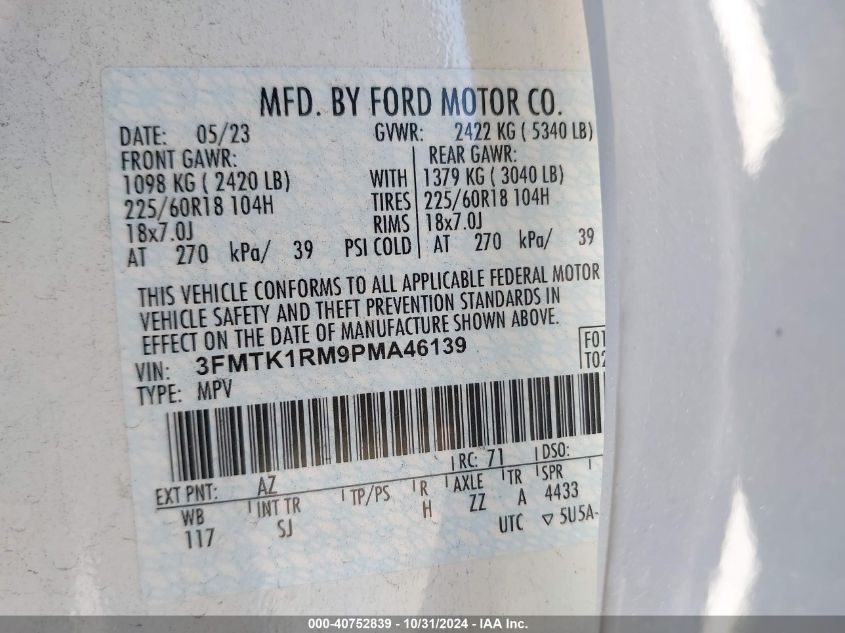 MFD. BY FORD MOTOR CO.
DATE: 05/23 GVWR: 2422 KG ( 5340 LB)
FRONT GAWR: REAR GAWR:
1098 KG ( 2420 LB) WITH 1379 KG ( 3040 LB)
225/60R18 104H TIRES 225/60R18 104H
18x7.0J RIMS 18x7.0J
AT 270 kPa/ 39 PSI COLD AT 270 kPa/ 39
THIS VEHICLE CONFORMS TO ALL APPLICABLE FEDERAL MOTOR
VEHICLE SAFETY AND THEFT PREVENTION STANDARDS IN
EFFECT ON THE DATE OF MANUFACTURE SHOWN ABOVE.
VIN: 3FMTK1RM9PMA46139 F01
TYPE: MPV T02
RC: 71 DSO:
EXT PNT: AZ
WB INT TR TP/PS R AXLE TR SPR
117 SJ H ZZ A 4433
UTC ▽ 5U5A-
000-40752839 - 10/31/2024 - IAA Inc.